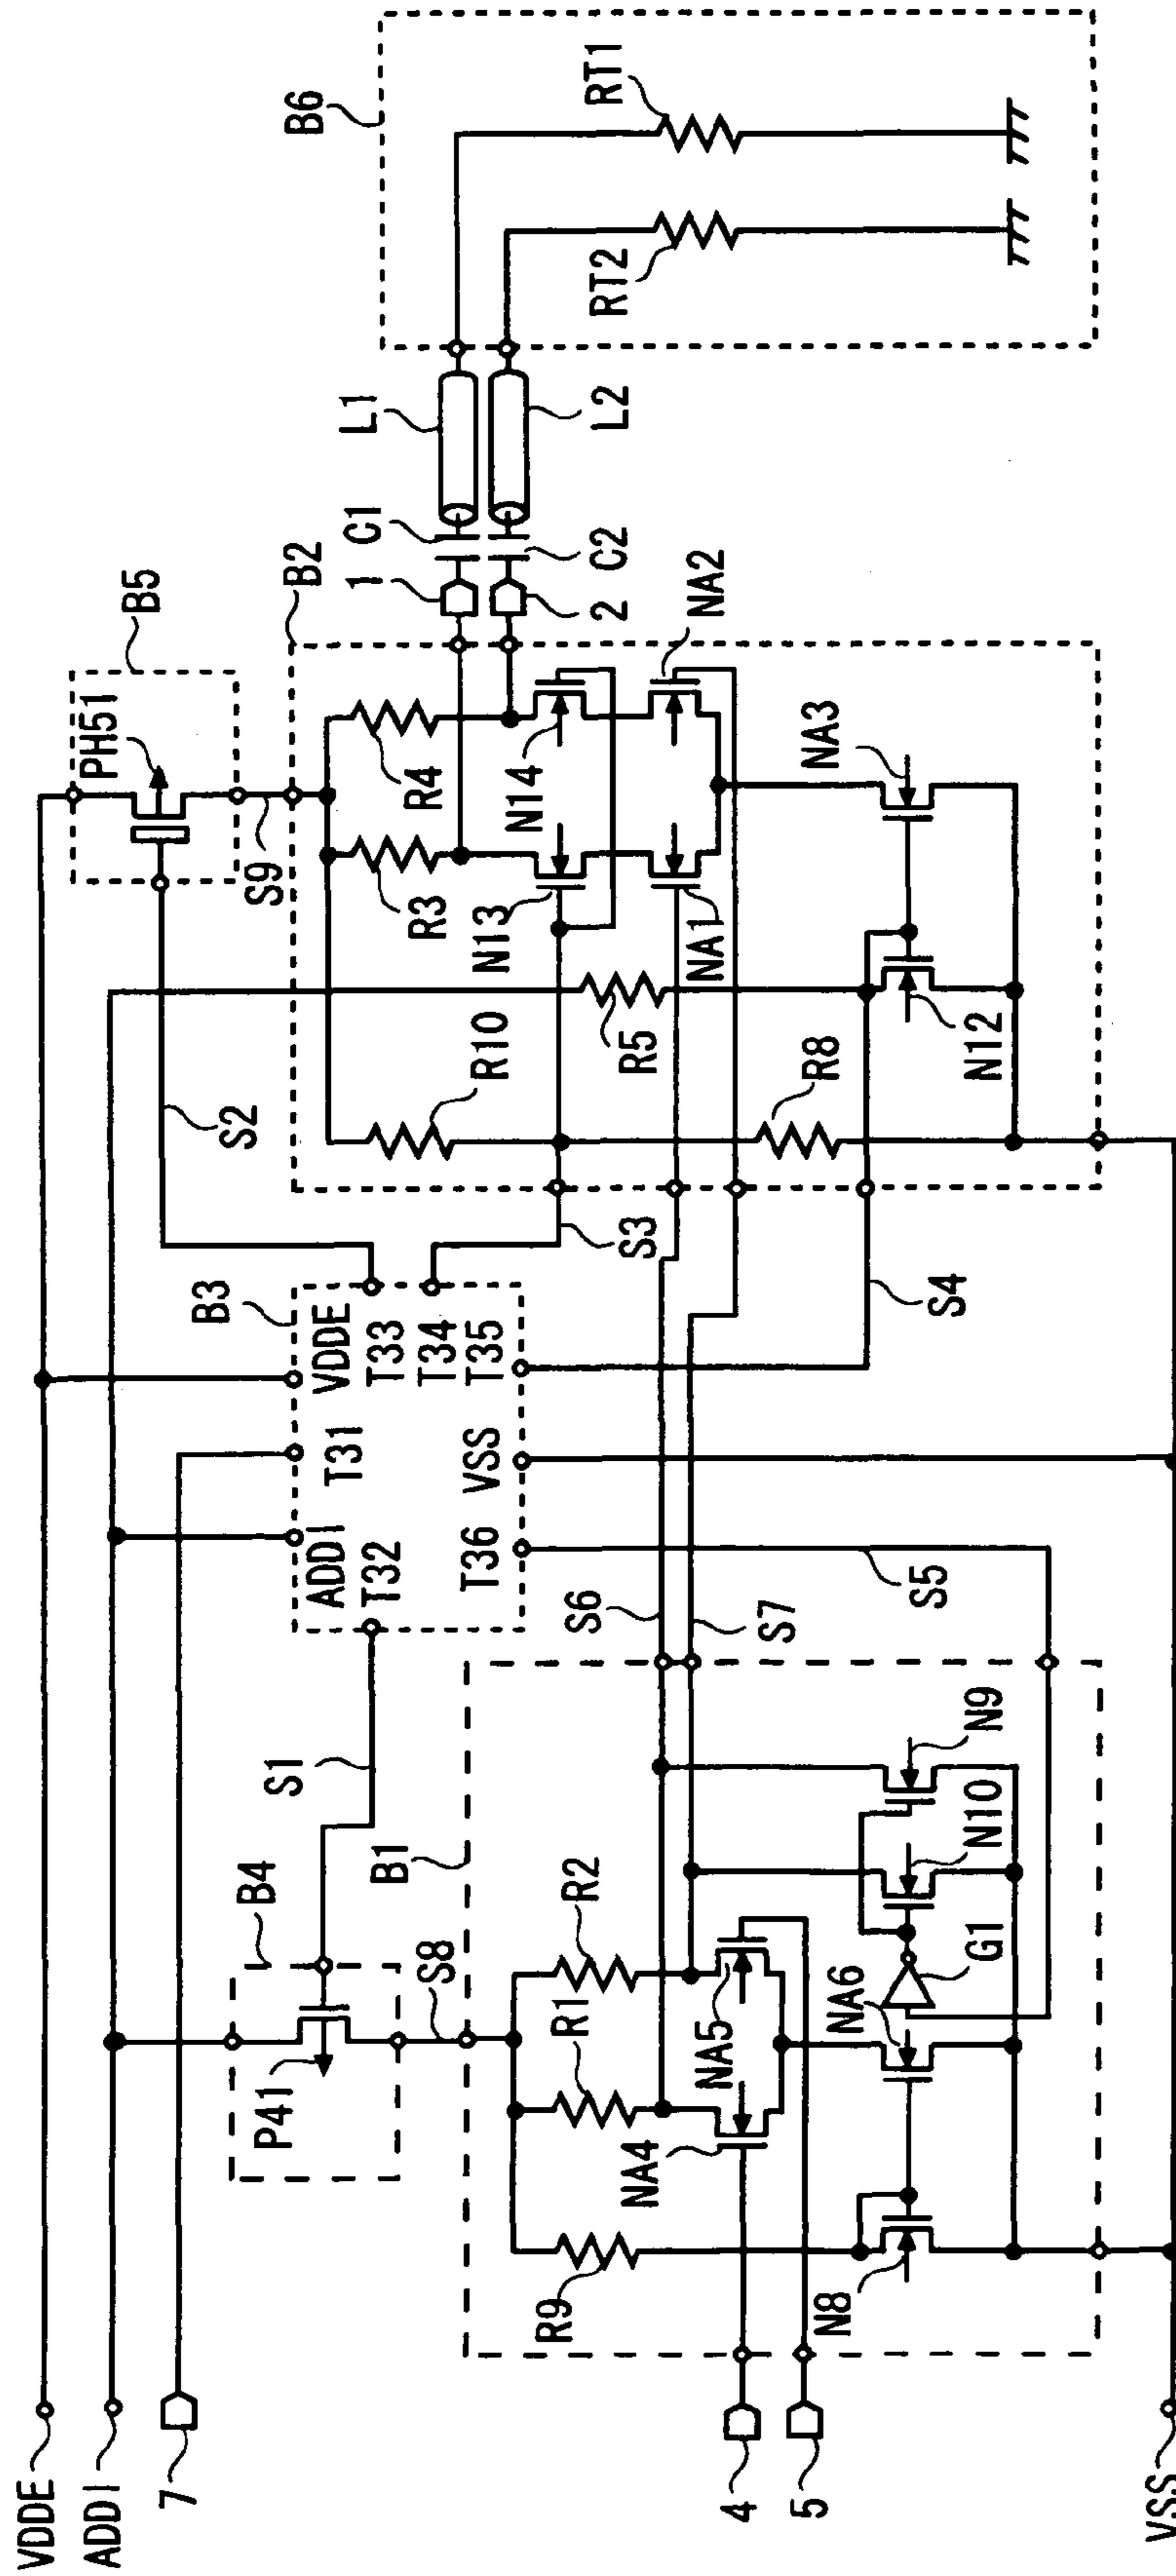 VDDE
ADDI
7
B4
P41
S8
S1
B3
ADDI
T31
VDDE
T32
T33
T34
T36
VSS
T35
S2
B5
PH51
S9
B2
R10
R3
R4
N13
N14
R5
NA1
NA2
R8
N12
NA3
S3
S4
1
2
C1
C2
L1
L2
B6
RT2
RT1
B1
R9
R1
R2
NA4
NA5
N8
NA6
G1
N10
N9
S6
S7
S5
4
5
VSS